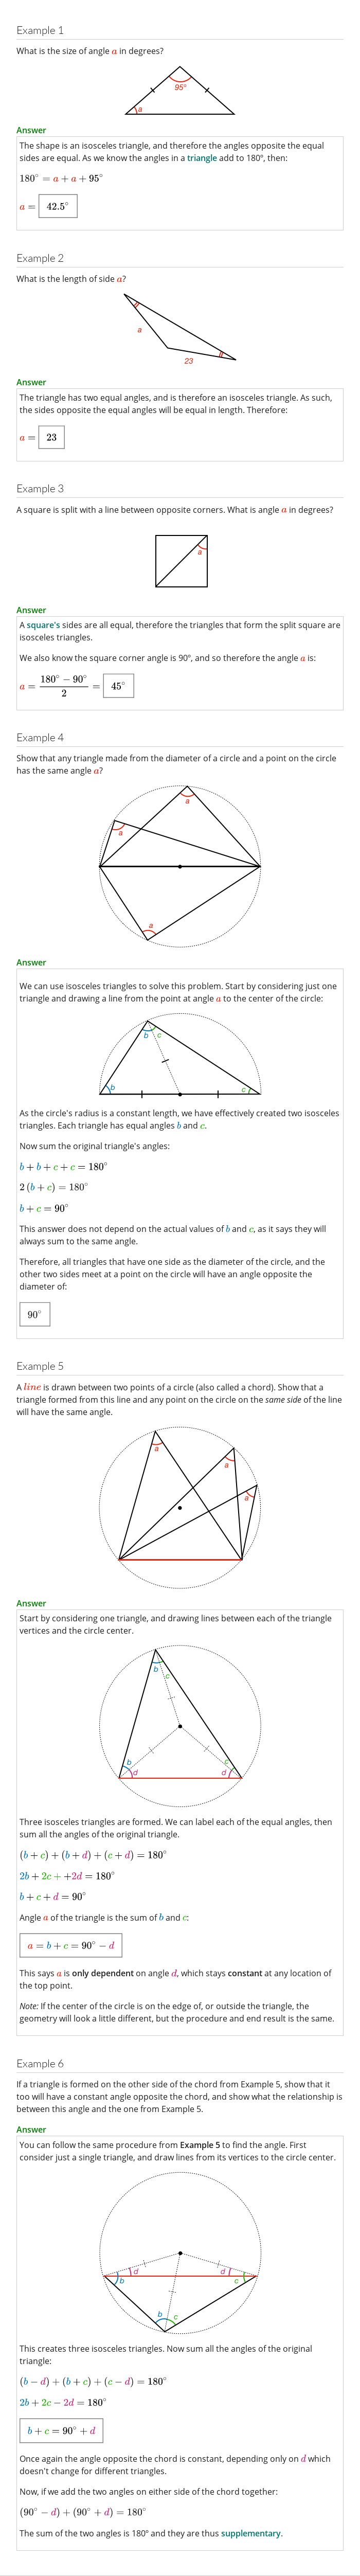 Example 1
What is the size of angle a in degrees?
95°
a
Answer
The shape is an isosceles triangle, and therefore the angles opposite the equal
sides are equal. As we know the angles in a triangle add to 180º, then:
180° = a + a + 95°
a = 42.5°
Example 2
What is the length of side a?
a
23
Answer
The triangle has two equal angles, and is therefore an isosceles triangle. As such,
the sides opposite the equal angles will be equal in length. Therefore:
a = 23
Example 3
A square is split with a line between opposite corners. What is angle a in degrees?
a
Answer
A square's sides are all equal, therefore the triangles that form the split square are
isosceles triangles.
We also know the square corner angle is 90º, and so therefore the angle a is:
a = (180° − 90°) / 2 = 45°
Example 4
Show that any triangle made from the diameter of a circle and a point on the circle
has the same angle a?
a
a
a
Answer
We can use isosceles triangles to solve this problem. Start by considering just one
triangle and drawing a line from the point at angle a to the center of the circle:
b c
b c
As the circle's radius is a constant length, we have effectively created two isosceles
triangles. Each triangle has equal angles b and c.
Now sum the original triangle's angles:
b + b + c + c = 180°
2 (b + c) = 180°
b + c = 90°
This answer does not depend on the actual values of b and c, as it says they will
always sum to the same angle.
Therefore, all triangles that have one side as the diameter of the circle, and the
other two sides meet at a point on the circle will have an angle opposite the
diameter of:
90°
Example 5
A line is drawn between two points of a circle (also called a chord). Show that a
triangle formed from this line and any point on the circle on the same side of the line
will have the same angle.
a
a
a
Answer
Start by considering one triangle, and drawing lines between each of the triangle
vertices and the circle center.
b
c
b c
d d
Three isosceles triangles are formed. We can label each of the equal angles, then
sum all the angles of the original triangle.
(b + c) + (b + d) + (c + d) = 180°
2b + 2c + +2d = 180°
b + c + d = 90°
Angle a of the triangle is the sum of b and c:
a = b + c = 90° − d
This says a is only dependent on angle d, which stays constant at any location of
the top point.
Note: If the center of the circle is on the edge of, or outside the triangle, the
geometry will look a little different, but the procedure and end result is the same.
Example 6
If a triangle is formed on the other side of the chord from Example 5, show that it
too will have a constant angle opposite the chord, and show what the relationship is
between this angle and the one from Example 5.
Answer
You can follow the same procedure from Example 5 to find the angle. First
consider just a single triangle, and draw lines from its vertices to the circle center.
d d
b c
b c
This creates three isosceles triangles. Now sum all the angles of the original
triangle:
(b − d) + (b + c) + (c − d) = 180°
2b + 2c − 2d = 180°
b + c = 90° + d
Once again the angle opposite the chord is constant, depending only on d which
doesn't change for different triangles.
Now, if we add the two angles on either side of the chord together:
(90° − d) + (90° + d) = 180°
The sum of the two angles is 180º and they are thus supplementary.